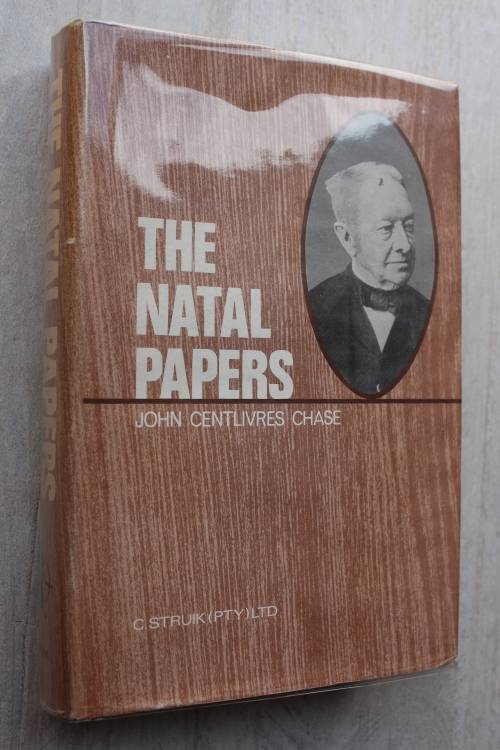 THE NATAL PAPERS
THE
NATAL
PAPERS
JOHN CENTLIVRES CHASE
C. STRUIK (PTY) LTD